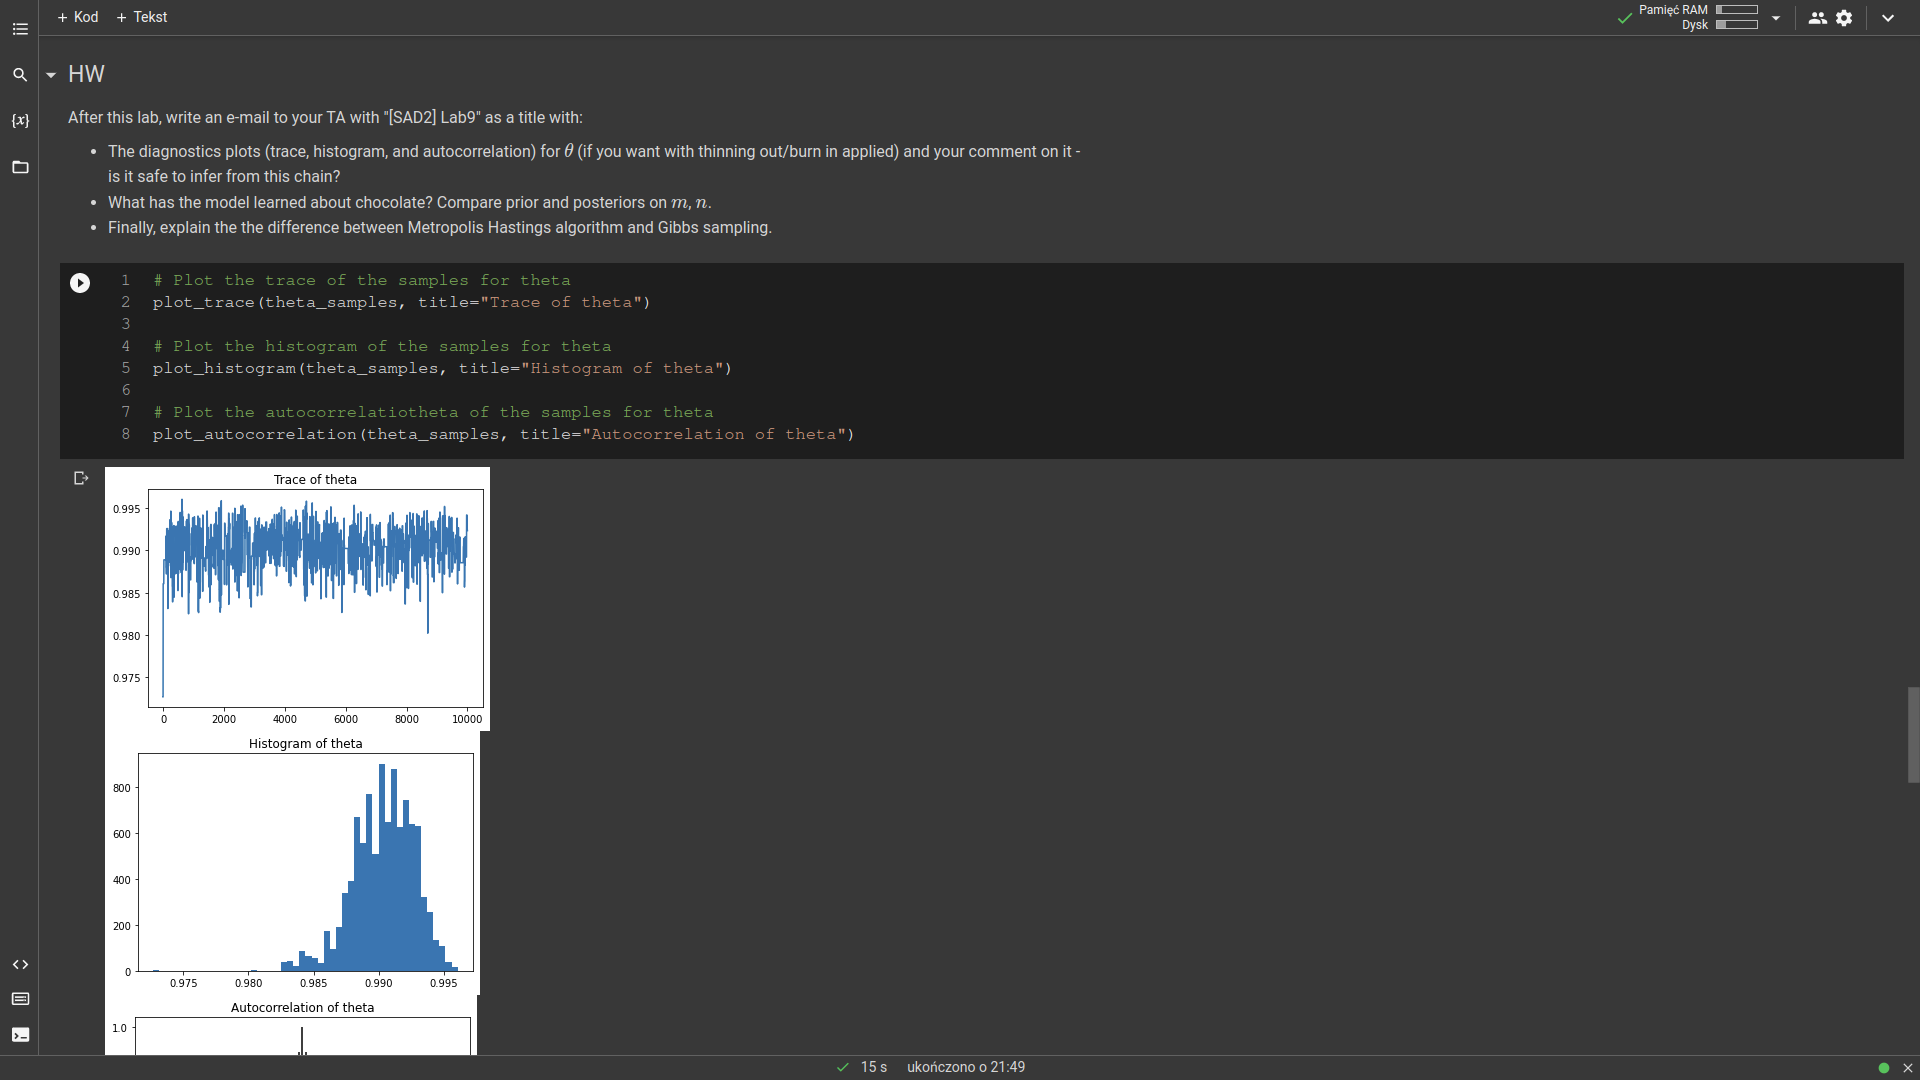 + Kod + Tekst
Pamięć RAM
Dysk
{x}
HW
After this lab, write an e-mail to your TA with "[SAD2] Lab9" as a title with:
• The diagnostics plots (trace, histogram, and autocorrelation) for θ (if you want with thinning out/burn in applied) and your comment on it -
is it safe to infer from this chain?
• What has the model learned about chocolate? Compare prior and posteriors on m, n.
• Finally, explain the the difference between Metropolis Hastings algorithm and Gibbs sampling.
1 # Plot the trace of the samples for theta
2 plot_trace(theta_samples, title="Trace of theta")
3
4 # Plot the histogram of the samples for theta
5 plot_histogram(theta_samples, title="Histogram of theta")
6
7 # Plot the autocorrelatiotheta of the samples for theta
8 plot_autocorrelation(theta_samples, title="Autocorrelation of theta")
Trace of theta
0.995
0.990
0.985
0.980
0.975
0 2000 4000 6000 8000 10000
Histogram of theta
800
600
400
200
0
0.975 0.980 0.985 0.990 0.995
Autocorrelation of theta
1.0
15 s ukończono o 21:49